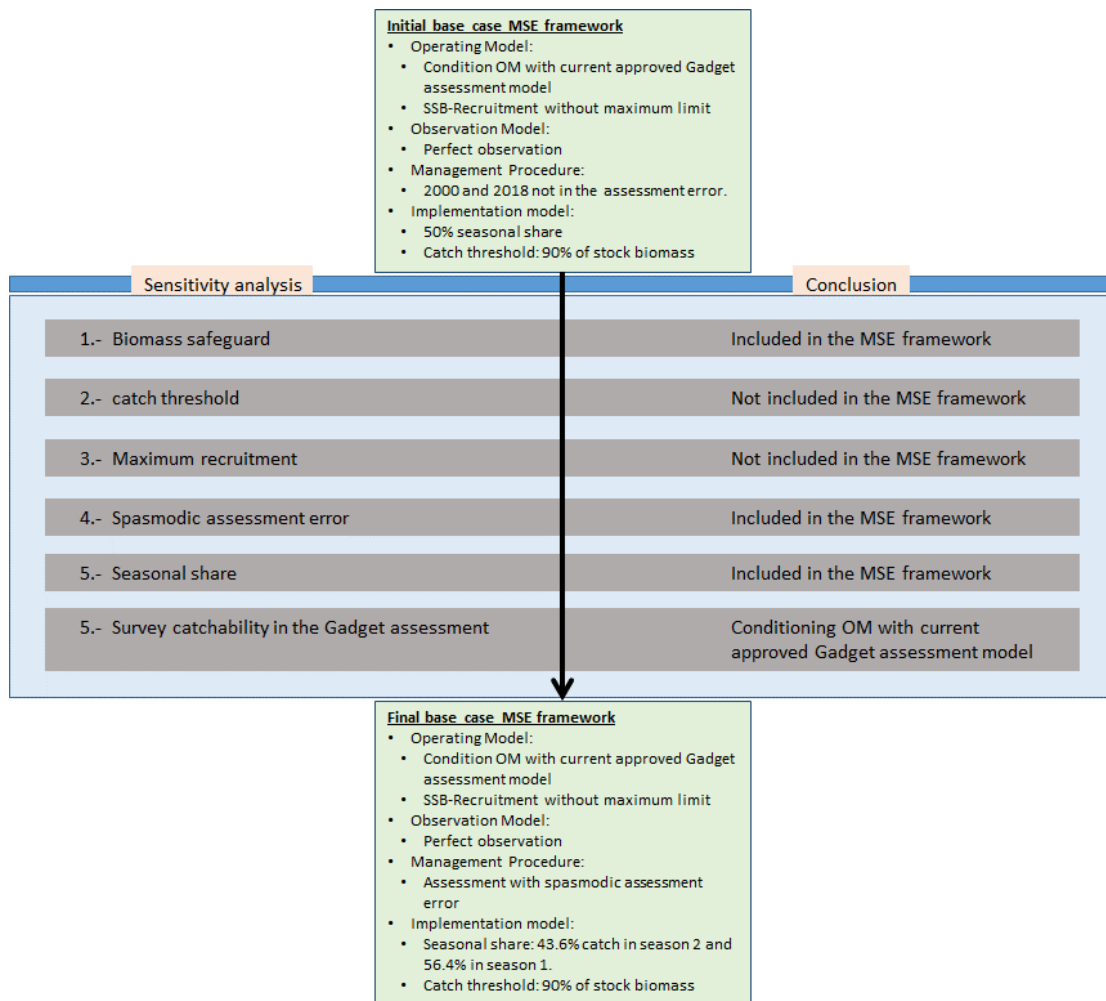 Initial base case MSE framework
• Operating Model:
• Condition OM with current approved Gadget
assessment model
• SSB-Recruitment without maximum limit
• Observation Model:
• Perfect observation
• Management Procedure:
• 2000 and 2018 not in the assessment error.
• Implementation model:
• 50% seasonal share
• Catch threshold: 90% of stock biomass
Sensitivity analysis
Conclusion
1.- Biomass safeguard
Included in the MSE framework
2.- catch threshold
Not included in the MSE framework
3.- Maximum recruitment
Not included in the MSE framework
4.- Spasmodic assessment error
Included in the MSE framework
5.- Seasonal share
Included in the MSE framework
5.- Survey catchability in the Gadget assessment
Conditioning OM with current
approved Gadget assessment model
Final base case MSE framework
• Operating Model:
• Condition OM with current approved Gadget
assessment model
• SSB-Recruitment without maximum limit
• Observation Model:
• Perfect observation
• Management Procedure:
• Assessment with spasmodic assessment
error
• Implementation model:
• Seasonal share: 43.6% catch in season 2 and
56.4% in season 1.
• Catch threshold: 90% of stock biomass